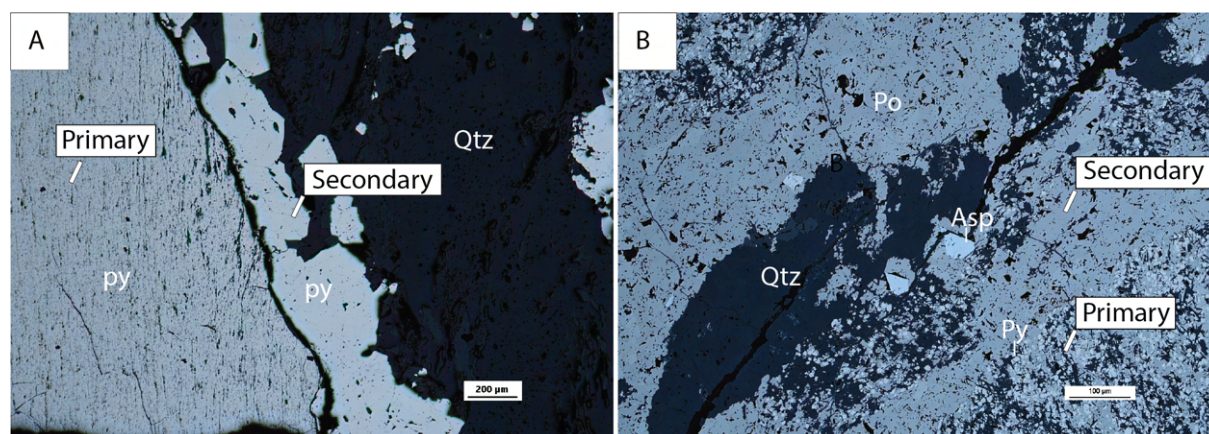 A
Primary
py
Secondary
py
Qtz
200 µm
B
Po
B
Secondary
Asp
Qtz
Py
Primary
100 µm